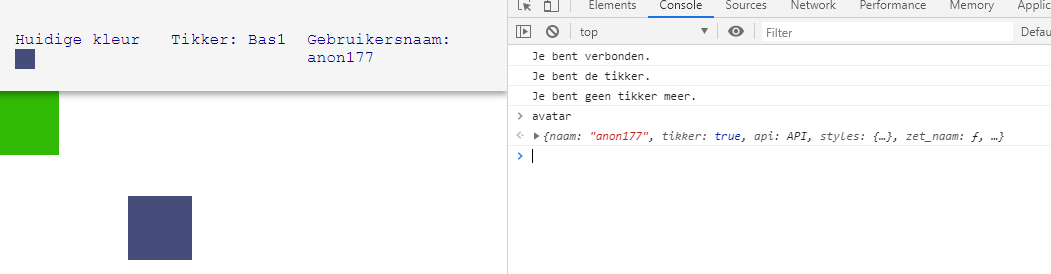 Elements Console Sources Network Performance Memory Applic
top Filter Defau
Huidige kleur Tikker: Bas1 Gebruikersnaam:
anon177
Je bent verbonden.
Je bent de tikker.
Je bent geen tikker meer.
avatar
{naam: "anon177", tikker: true, api: API, styles: {…}, zet_naam: ƒ, …}